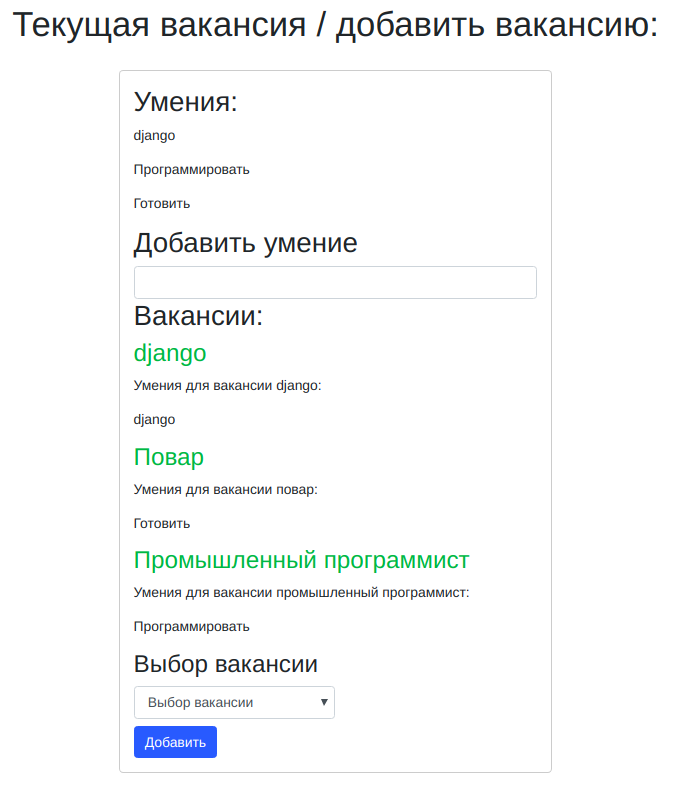 Текущая вакансия / добавить вакансию:
Умения:
django
Программировать
Готовить
Добавить умение
Вакансии:
django
Умения для вакансии django:
django
Повар
Умения для вакансии повар:
Готовить
Промышленный программист
Умения для вакансии промышленный программист:
Программировать
Выбор вакансии
Выбор вакансии
Добавить